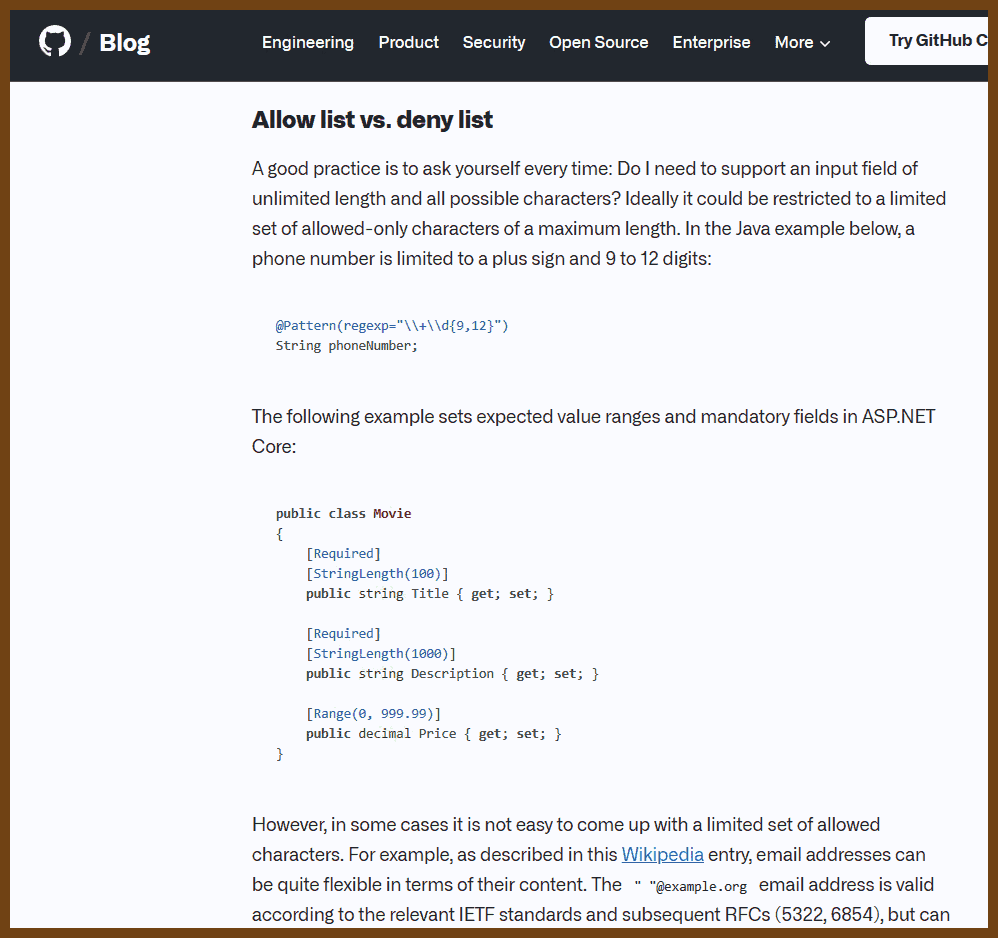 / Blog
Engineering Product Security Open Source Enterprise More
Try GitHub C
Allow list vs. deny list
A good practice is to ask yourself every time: Do I need to support an input field of
unlimited length and all possible characters? Ideally it could be restricted to a limited
set of allowed-only characters of a maximum length. In the Java example below, a
phone number is limited to a plus sign and 9 to 12 digits:
@Pattern(regexp="\\+\\d{9,12}")
String phoneNumber;
The following example sets expected value ranges and mandatory fields in ASP.NET
Core:
public class Movie
{
    [Required]
    [StringLength(100)]
    public string Title { get; set; }
    [Required]
    [StringLength(1000)]
    public string Description { get; set; }
    [Range(0, 999.99)]
    public decimal Price { get; set; }
}
However, in some cases it is not easy to come up with a limited set of allowed
characters. For example, as described in this Wikipedia entry, email addresses can
be quite flexible in terms of their content. The " "@example.org email address is valid
according to the relevant IETF standards and subsequent RFCs (5322, 6854), but can